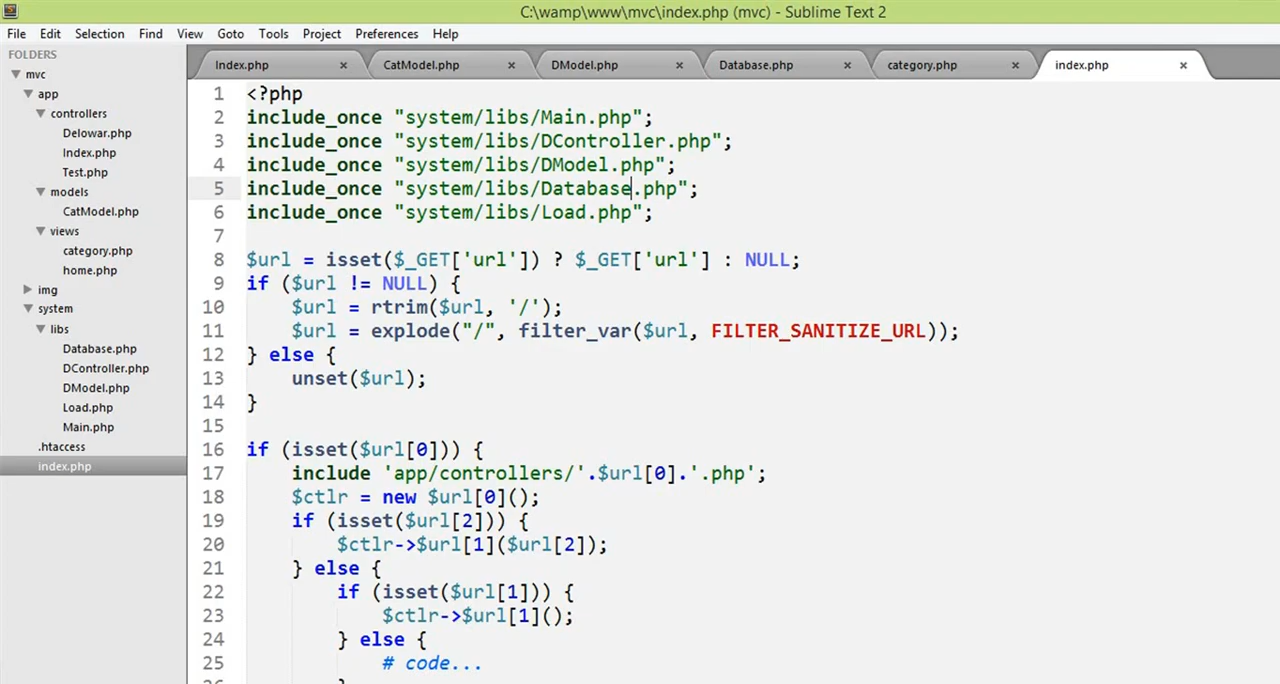 C:\wamp\www\mvc\index.php (mvc) - Sublime Text 2
File Edit Selection Find View Goto Tools Project Preferences Help
FOLDERS
mvc
app
controllers
Delowar.php
Index.php
Test.php
models
CatModel.php
views
category.php
home.php
img
system
libs
Database.php
DController.php
DModel.php
Load.php
Main.php
.htaccess
index.php
Index.php × CatModel.php × DModel.php × Database.php × category.php × index.php ×
1 <?php
2 include_once "system/libs/Main.php";
3 include_once "system/libs/DController.php";
4 include_once "system/libs/DModel.php";
5 include_once "system/libs/Database.php";
6 include_once "system/libs/Load.php";
7
8 $url = isset($_GET['url']) ? $_GET['url'] : NULL;
9 if ($url != NULL) {
10 $url = rtrim($url, '/');
11 $url = explode("/", filter_var($url, FILTER_SANITIZE_URL));
12 } else {
13 unset($url);
14 }
15
16 if (isset($url[0])) {
17 include 'app/controllers/'.$url[0].'.php';
18 $ctlr = new $url[0]();
19 if (isset($url[2])) {
20 $ctlr->$url[1]($url[2]);
21 } else {
22 if (isset($url[1])) {
23 $ctlr->$url[1]();
24 } else {
25 # code...